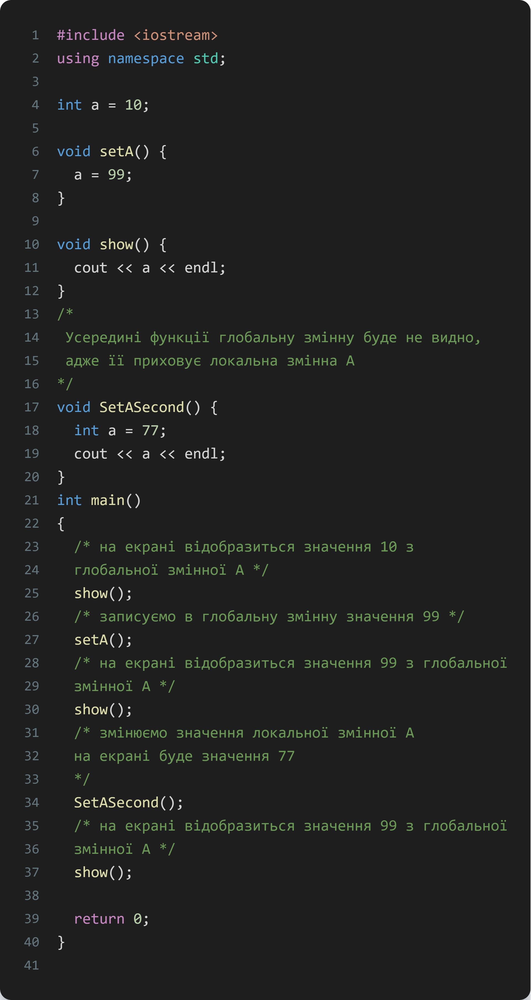 1 #include <iostream>
2 using namespace std;
3
4 int a = 10;
5
6 void setA() {
7   a = 99;
8 }
9
10 void show() {
11   cout << a << endl;
12 }
13 /*
14  Усередині функції глобальну змінну буде не видно,
15  адже її приховує локальна змінна А
16 */
17 void SetASecond() {
18   int a = 77;
19   cout << a << endl;
20 }
21 int main()
22 {
23   /* на екрані відобразиться значення 10 з
24   глобальної змінної А */
25   show();
26   /* записуємо в глобальну змінну значення 99 */
27   setA();
28   /* на екрані відобразиться значення 99 з глобальної
29   змінної А */
30   show();
31   /* змінюємо значення локальної змінної А
32   на екрані буде значення 77
33   */
34   SetASecond();
35   /* на екрані відобразиться значення 99 з глобальної
36   змінної А */
37   show();
38
39   return 0;
40 }
41